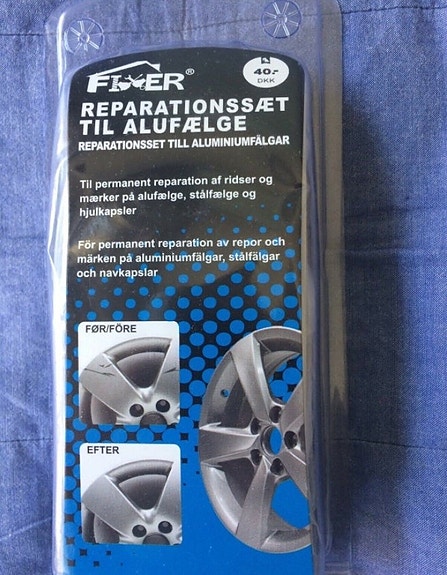 FIXER®
40.-
DKK
REPARATIONSSÆT
TIL ALUFÆLGE
REPARATIONSSET TILL ALUMINIUMFÄLGAR
Til permanent reparation af ridser og
mærker på alufælge, stålfælge og
hjulkapsler
För permanent reparation av repor och
märken på aluminiumfälgar, stålfälgar
och navkapslar
FØR/FÖRE
EFTER